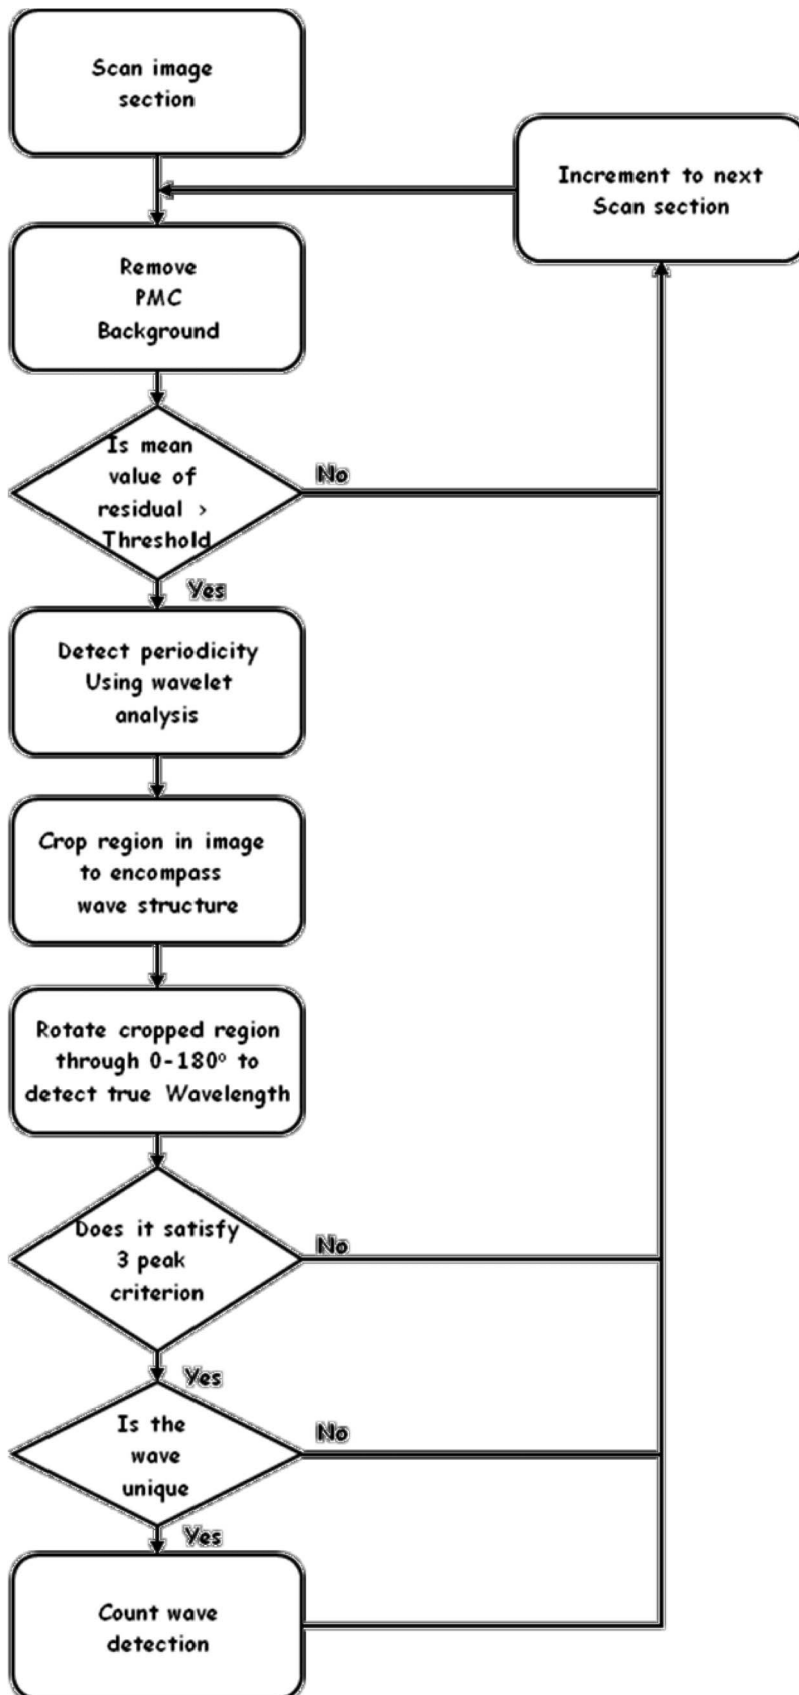 Scan image
section
Increment to next
Scan section
Remove
PMC
Background
Is mean
value of
residual >
Threshold
No
Yes
Detect periodicity
Using wavelet
analysis
Crop region in image
to encompass
wave structure
Rotate cropped region
through 0-180° to
detect true Wavelength
Does it satisfy
3 peak
criterion
No
Yes
Is the
wave
unique
No
Yes
Count wave
detection